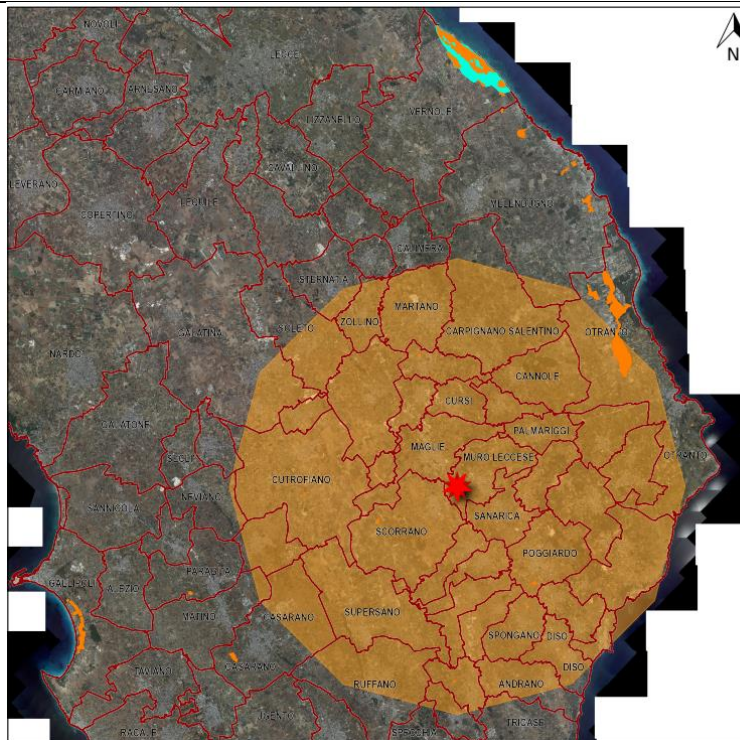 NOVOLI
LECCE
N
CARMIANO
ARNESANO
LIZZANELLO
VERNOLE
CAVALLINO
LEVERANO
COPERTINO
LEQUILE
MELENDUGNO
CALIMERA
STERNATIA
MARTANO
SOLETO
ZOLLINO
CARPIGNANO SALENTINO
OTRANTO
GALATINA
NARDO'
CANNOLE
CURSI
GALATONE
PALMARIGGI
MAGLIE
MURO LECCESE
OTRANTO
SECLI'
CUTROFIANO
NEVIANO
SANNICOLA
SANARICA
SCORRANO
POGGIARDO
PARABITA
GALLIPOLI
ALEZIO
MATINO
CASARANO
SUPERSANO
SPONGANO
DISO
TAVIANO
CASARANO
DISO
RUFFANO
ANDRANO
UGENTO
TRICASE
RACALE
SPECCHIA